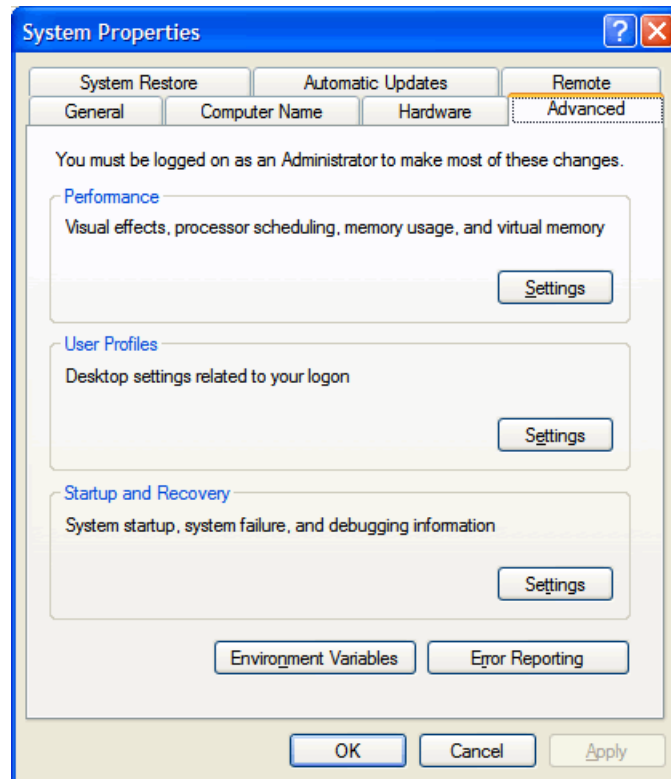 System Properties
System Restore Automatic Updates Remote
General Computer Name Hardware Advanced
You must be logged on as an Administrator to make most of these changes.
Performance
Visual effects, processor scheduling, memory usage, and virtual memory
Settings
User Profiles
Desktop settings related to your logon
Settings
Startup and Recovery
System startup, system failure, and debugging information
Settings
Environment Variables Error Reporting
OK Cancel Apply